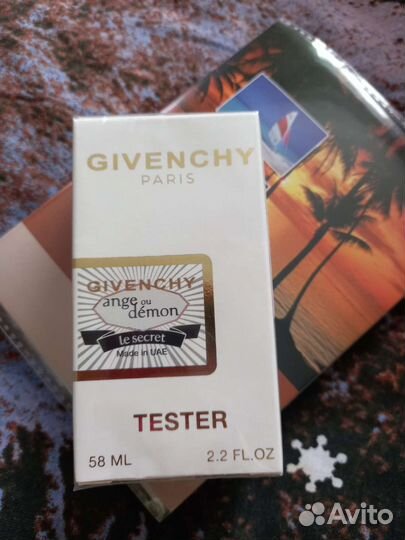 GIVENCHY
PARIS
GIVENCHY
ange ou
démon
le secret
Made in UAE
TESTER
58 ML
2.2 FL.OZ
Avito